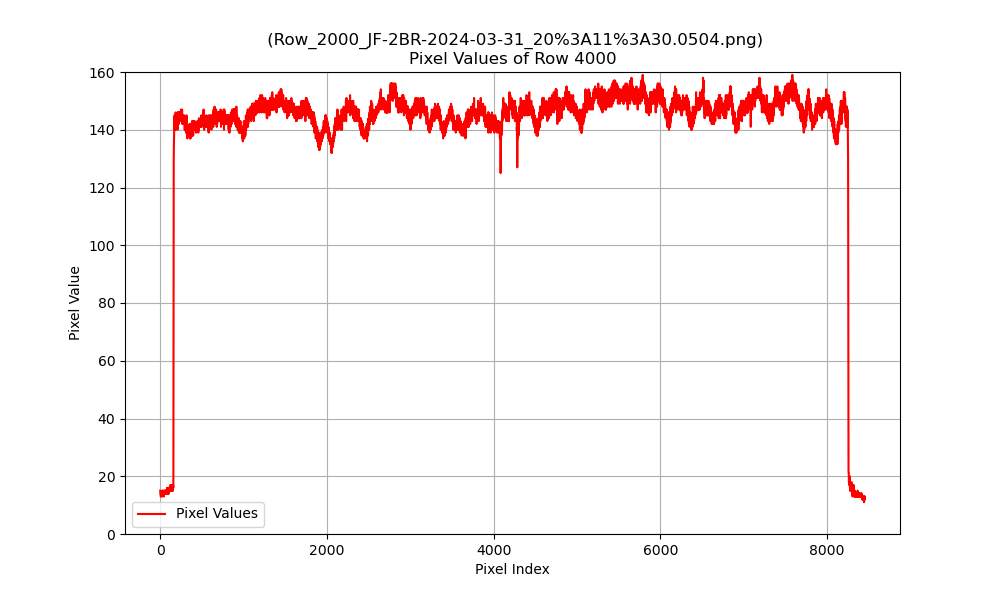 (Row_2000_JF-2BR-2024-03-31_20%3A11%3A30.0504.png)
Pixel Values of Row 4000
160
140
120
100
80
60
40
20
0
Pixel Value
Pixel Values
0 2000 4000 6000 8000
Pixel Index